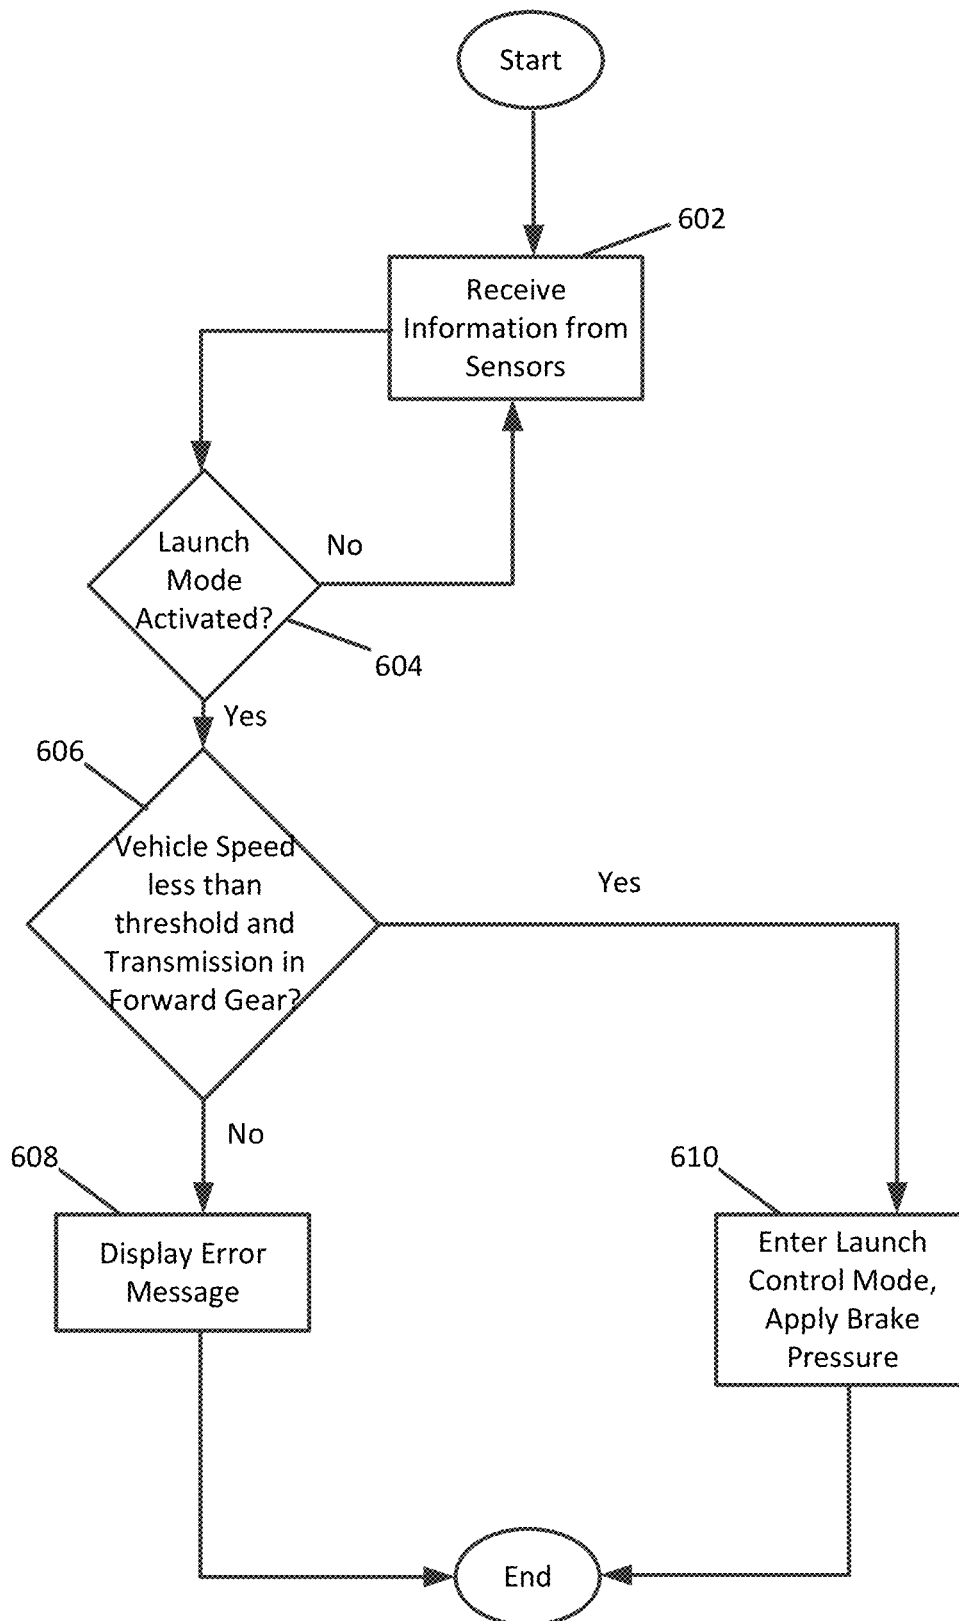 Start
602
Receive
Information from
Sensors
Launch
Mode
Activated?
No
604
Yes
606
Vehicle Speed
less than
threshold and
Transmission in
Forward Gear?
Yes
No
608
Display Error
Message
610
Enter Launch
Control Mode,
Apply Brake
Pressure
End